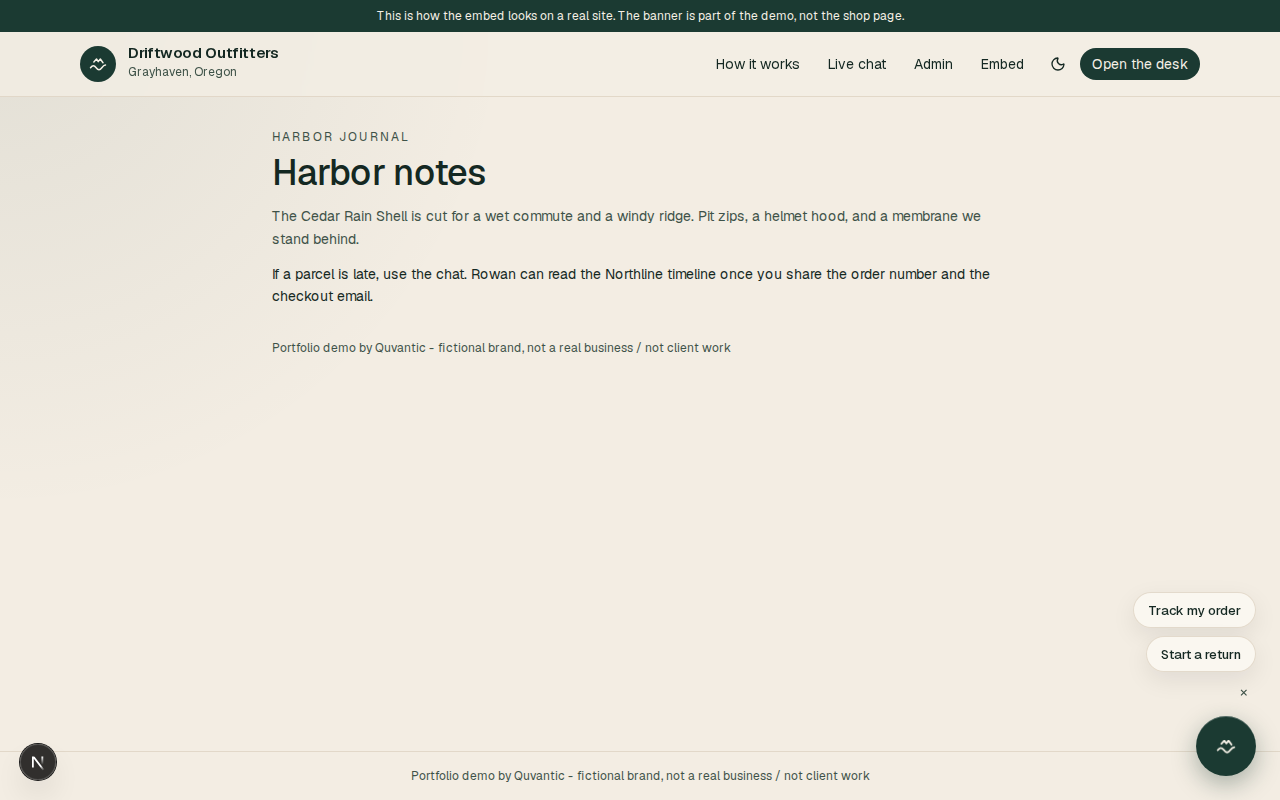 This is how the embed looks on a real site. The banner is part of the demo, not the shop page.
Driftwood Outfitters
Grayhaven, Oregon
How it works
Live chat
Admin
Embed
Open the desk
HARBOR JOURNAL
Harbor notes
The Cedar Rain Shell is cut for a wet commute and a windy ridge. Pit zips, a helmet hood, and a membrane we
stand behind.
If a parcel is late, use the chat. Rowan can read the Northline timeline once you share the order number and the
checkout email.
Portfolio demo by Quvantic - fictional brand, not a real business / not client work
Track my order
Start a return
×
N
Portfolio demo by Quvantic - fictional brand, not a real business / not client work